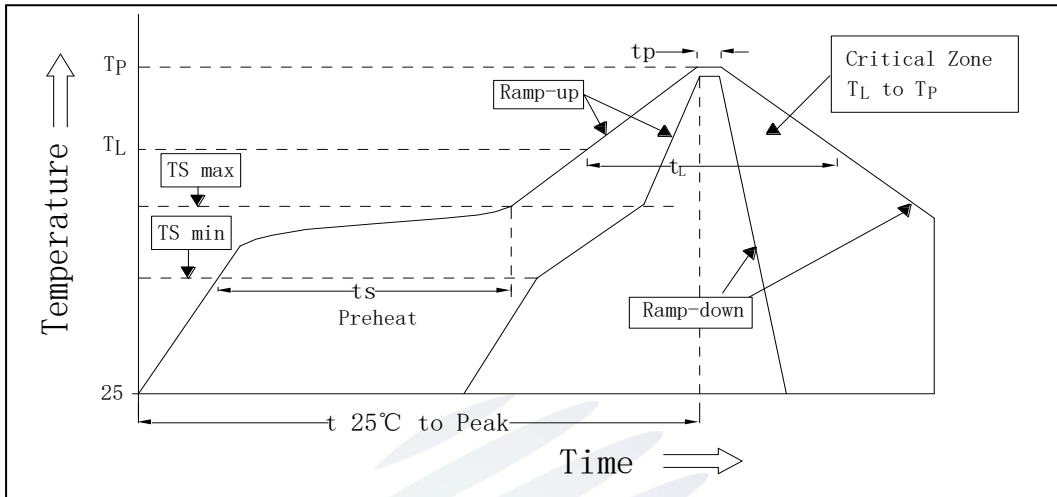 tp
Critical Zone
TL to TP
TP
Ramp-up
TL
tL
TS max
TS min
ts
Preheat
Ramp-down
25
t 25℃ to Peak
Time
Temperature